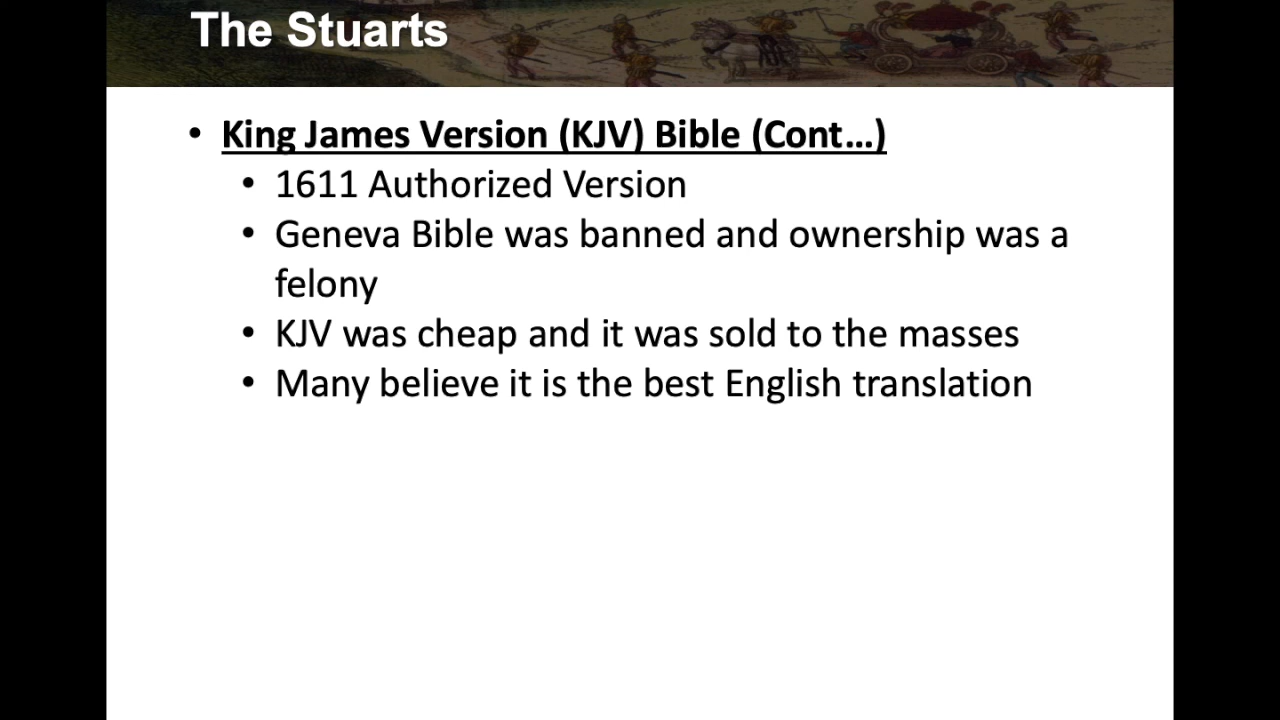 The Stuarts
• King James Version (KJV) Bible (Cont…)
• 1611 Authorized Version
• Geneva Bible was banned and ownership was a
felony
• KJV was cheap and it was sold to the masses
• Many believe it is the best English translation